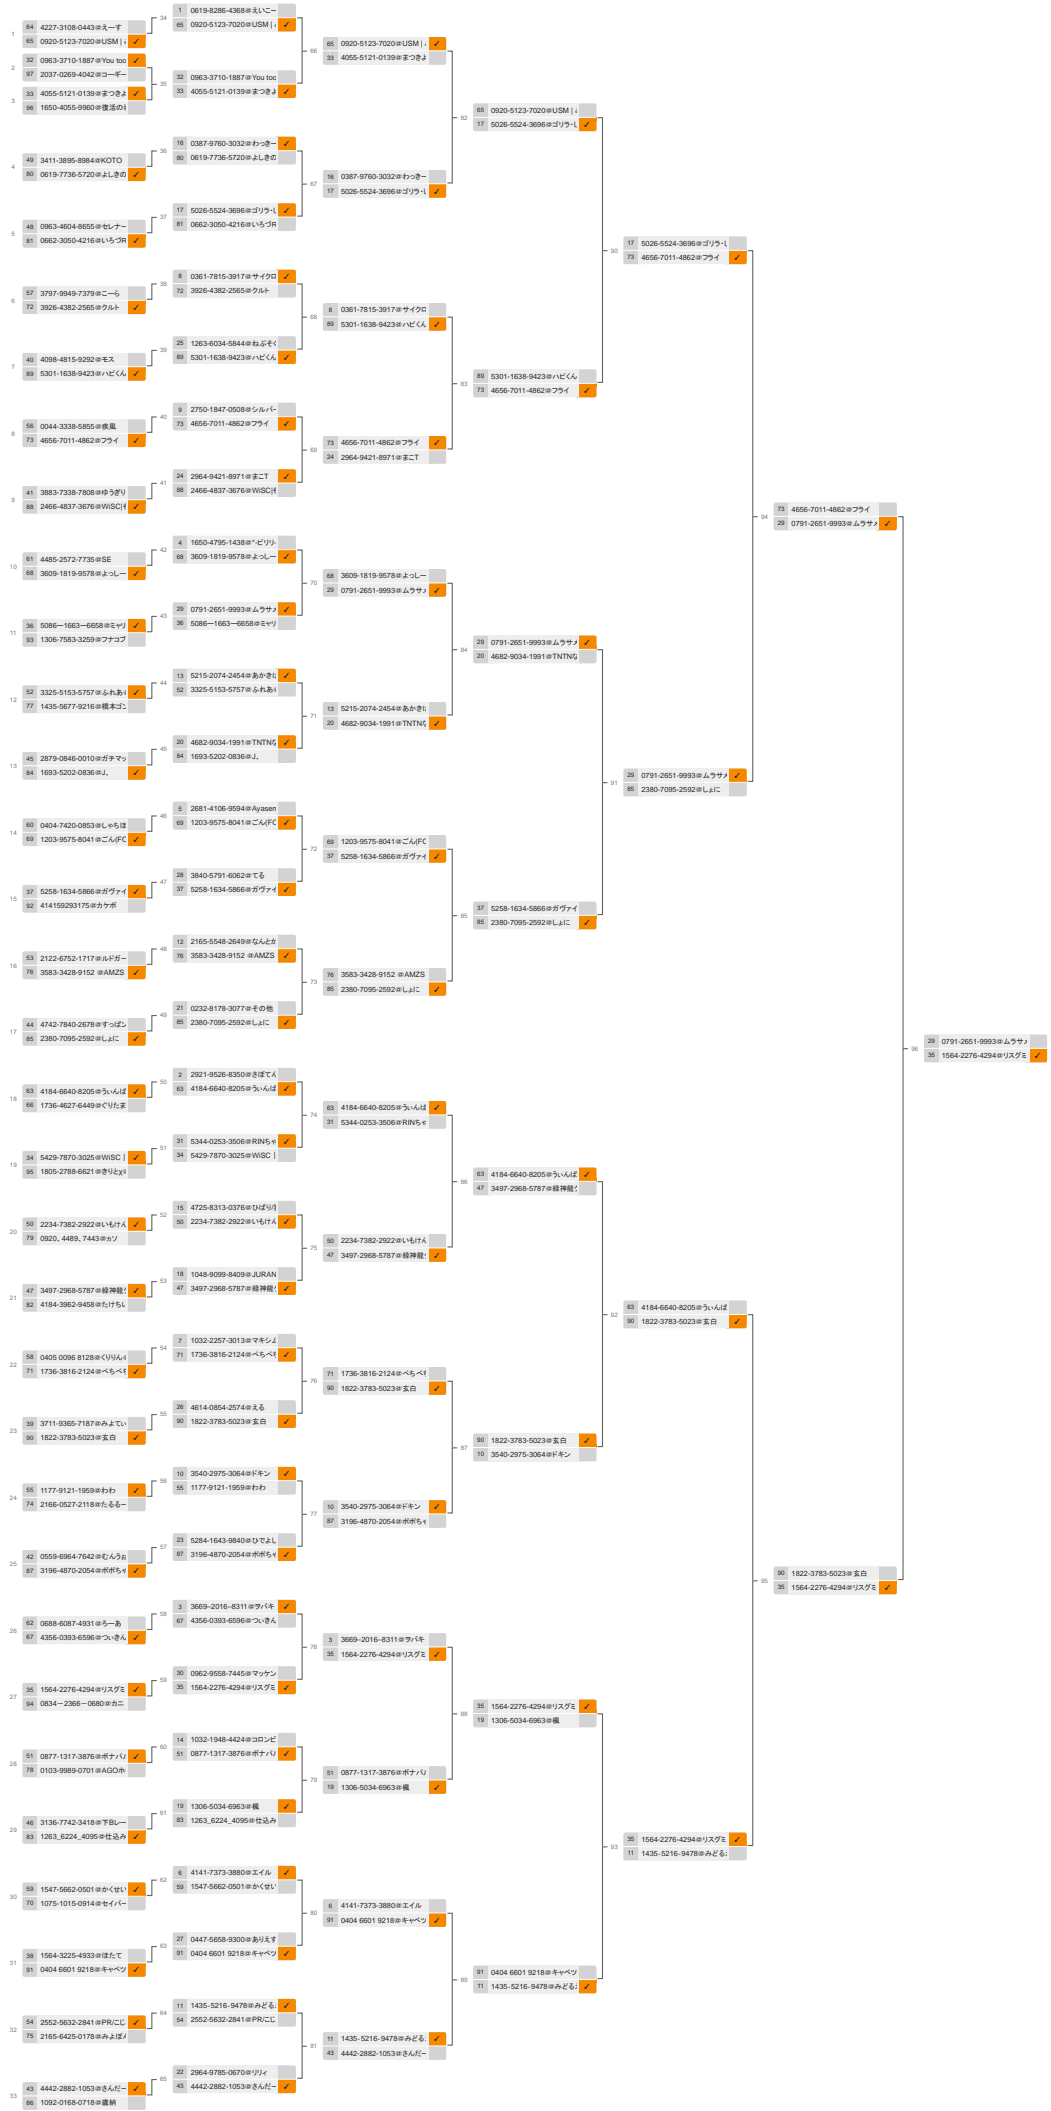 64 4227-3108-0443@えーす
65 0920-5123-7020@USM |
32 0963-3710-1887@You too
97 2037-0269-4042@コーギー
33 4055-5121-0139@まつきよ
96 1650-4055-9960@復活の
49 3411-3895-8984@KOTO
80 0619-7736-5720@よしきの
48 0963-4604-8655@セレナー
81 0662-3050-4216@いろづR
57 3797-9949-7379@こーら
72 3926-4382-2565@クルト
40 4098-4815-9292@モス
89 5301-1638-9423@ハビくん
56 0044-3338-5855@疾風
73 4656-7011-4862@フライ
41 3883-7338-7808@ゆうぎり
88 2466-4837-3676@WiSC|
61 4485-2572-7735@SE
68 3609-1819-9578@よっしー
36 5086ー1663ー6658@ミャリ
93 1306-7583-3259@フナコブ
52 3325-5153-5757@ふれあ
77 1435-5677-9216@橋本ゴ
45 2879-0846-0010@ガチマッ
84 1693-5202-0836@J、
60 0404-7420-0853@しゃちほ
69 1203-9575-8041@ごん(FC
37 5258-1634-5866@ガヴァイ
92 414159293175@カケボ
53 2122-6752-1717@ルドガー
76 3583-3428-9152 @AMZS
44 4742-7840-2678@すっぱン
85 2380-7095-2592@しょに
63 4184-6640-8205@うぃんぱ
66 1736-4627-6449@ぐりたま
34 5429-7870-3025@WiSC |
95 1805-2788-6621@きりとχ
50 2234-7382-2922@いもけん
79 0920、4489、7443@カソ
47 3497-2968-5787@緑神龍
82 4184-3962-9458@たけちい
58 0405 0096 8128@くりりん
71 1736-3816-2124@ぺちぺち
39 3711-9365-7187@みよてい
90 1822-3783-5023@玄白
55 1177-9121-1959@わわ
74 2166-0527-2118@たるるー
42 0559-6964-7642@むんうぉ
87 3196-4870-2054@ポポちゃ
62 0688-6087-4931@ろーあ
67 4356-0393-6596@つぃきん
35 1564-2276-4294@リスグミ
94 0834ー2366ー0680@カニ
51 0877-1317-3876@ボナパ
78 0103-9989-0701@AGOホ
46 3136-7742-3418@下Bレー
83 1263_6224_4095@仕込み
59 1547-5662-0501@かくせい
70 1075-1015-0914@セイバー
38 1564-3225-4933@ほたて
91 0404 6601 9218@キャベツ
54 2552-5632-2841@PR/こじ
75 2165-6425-0178@みよぽ
43 4442-2882-1053@さんだー
86 1092-0168-0718@歳納
1 0619-8286-4368@えいこー
65 0920-5123-7020@USM |
32 0963-3710-1887@You too
33 4055-5121-0139@まつきよ
16 0387-9760-3032@わっきー
80 0619-7736-5720@よしきの
17 5026-5524-3696@ゴリラ・
81 0662-3050-4216@いろづR
8 0361-7815-3917@サイクロ
72 3926-4382-2565@クルト
25 1263-6034-5844@ねぶそく
89 5301-1638-9423@ハビくん
9 2750-1847-0508@シルバー
73 4656-7011-4862@フライ
24 2964-9421-8971@まこT
88 2466-4837-3676@WiSC|
4 1650-4795-1438@*-ビリリ
68 3609-1819-9578@よっしー
29 0791-2651-9993@ムラサメ
36 5086ー1663ー6658@ミャリ
13 5215-2074-2454@あかきに
52 3325-5153-5757@ふれあ
20 4682-9034-1991@TNTNな
84 1693-5202-0836@J、
5 2681-4106-9594@Ayasen
69 1203-9575-8041@ごん(FC
28 3840-5791-6062@てる
37 5258-1634-5866@ガヴァイ
12 2165-5548-2649@なんとか
76 3583-3428-9152 @AMZS
21 0232-8178-3077@その他
85 2380-7095-2592@しょに
2 2921-9526-8350@さぼてん
63 4184-6640-8205@うぃんぱ
31 5344-0253-3506@RINちゃ
34 5429-7870-3025@WiSC |
15 4725-8313-0376@ひばり/
50 2234-7382-2922@いもけん
18 1048-9099-8409@JURAN
47 3497-2968-5787@緑神龍
7 1032-2257-3013@マキシム
71 1736-3816-2124@ぺちぺち
26 4614-0854-2574@える
90 1822-3783-5023@玄白
10 3540-2975-3064@ドキン
55 1177-9121-1959@わわ
23 5284-1643-9840@ひでよし
87 3196-4870-2054@ポポちゃ
3 3669-2016-8311@ヲパキ
67 4356-0393-6596@つぃきん
30 0962-9558-7445@マッケン
35 1564-2276-4294@リスグミ
14 1032-1948-4424@コロンビ
51 0877-1317-3876@ボナパ
19 1306-5034-6963@楓
83 1263_6224_4095@仕込み
6 4141-7373-3880@エイル
59 1547-5662-0501@かくせい
27 0447-5658-9300@ありえす
91 0404 6601 9218@キャベツ
11 1435-5216-9478@みどる
54 2552-5632-2841@PR/こじ
22 2964-9785-0670@リリィ
43 4442-2882-1053@さんだー
65 0920-5123-7020@USM |
33 4055-5121-0139@まつきよ
16 0387-9760-3032@わっきー
17 5026-5524-3696@ゴリラ・
8 0361-7815-3917@サイクロ
89 5301-1638-9423@ハビくん
73 4656-7011-4862@フライ
24 2964-9421-8971@まこT
68 3609-1819-9578@よっしー
29 0791-2651-9993@ムラサメ
13 5215-2074-2454@あかきに
20 4682-9034-1991@TNTNな
69 1203-9575-8041@ごん(FC
37 5258-1634-5866@ガヴァイ
76 3583-3428-9152 @AMZS
85 2380-7095-2592@しょに
63 4184-6640-8205@うぃんぱ
31 5344-0253-3506@RINちゃ
50 2234-7382-2922@いもけん
47 3497-2968-5787@緑神龍
71 1736-3816-2124@ぺちぺち
90 1822-3783-5023@玄白
10 3540-2975-3064@ドキン
87 3196-4870-2054@ポポちゃ
3 3669-2016-8311@ヲパキ
35 1564-2276-4294@リスグミ
51 0877-1317-3876@ボナパ
19 1306-5034-6963@楓
6 4141-7373-3880@エイル
91 0404 6601 9218@キャベツ
11 1435-5216-9478@みどる
43 4442-2882-1053@さんだー
65 0920-5123-7020@USM |
17 5026-5524-3696@ゴリラ・
89 5301-1638-9423@ハビくん
73 4656-7011-4862@フライ
29 0791-2651-9993@ムラサメ
20 4682-9034-1991@TNTNな
37 5258-1634-5866@ガヴァイ
85 2380-7095-2592@しょに
63 4184-6640-8205@うぃんぱ
47 3497-2968-5787@緑神龍
90 1822-3783-5023@玄白
10 3540-2975-3064@ドキン
35 1564-2276-4294@リスグミ
19 1306-5034-6963@楓
91 0404 6601 9218@キャベツ
11 1435-5216-9478@みどる
17 5026-5524-3696@ゴリラ・
73 4656-7011-4862@フライ
29 0791-2651-9993@ムラサメ
85 2380-7095-2592@しょに
63 4184-6640-8205@うぃんぱ
90 1822-3783-5023@玄白
35 1564-2276-4294@リスグミ
11 1435-5216-9478@みどる
73 4656-7011-4862@フライ
29 0791-2651-9993@ムラサメ
90 1822-3783-5023@玄白
35 1564-2276-4294@リスグミ
29 0791-2651-9993@ムラサメ
35 1564-2276-4294@リスグミ